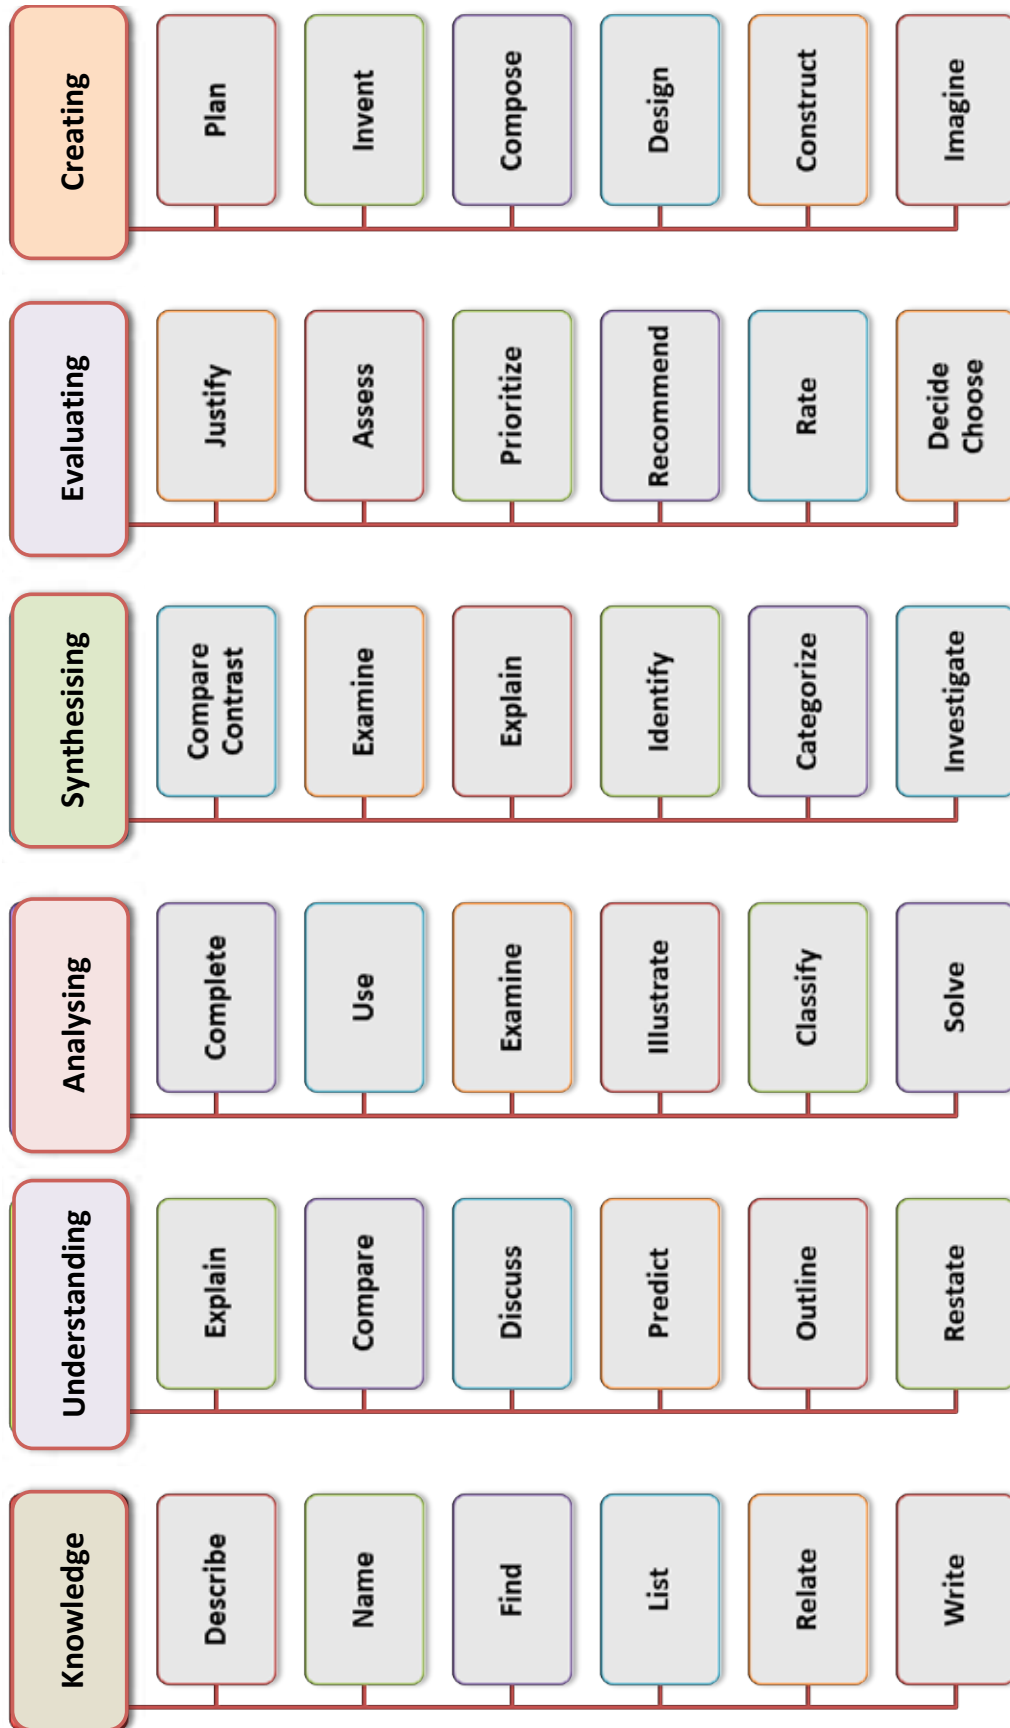 Knowledge
Describe
Name
Find
List
Relate
Write
Understanding
Explain
Compare
Discuss
Predict
Outline
Restate
Analysing
Complete
Use
Examine
Illustrate
Classify
Solve
Synthesising
Compare
Contrast
Examine
Explain
Identify
Categorize
Investigate
Evaluating
Justify
Assess
Prioritize
Recommend
Rate
Decide
Choose
Creating
Plan
Invent
Compose
Design
Construct
Imagine